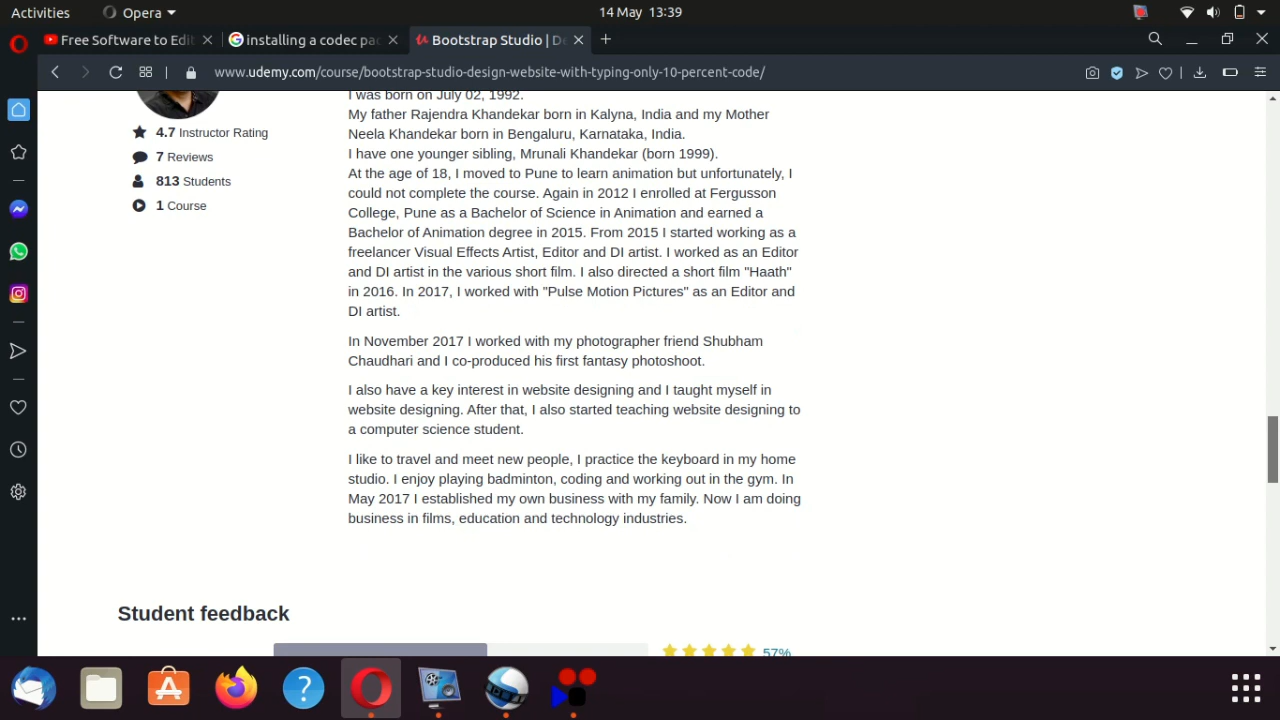 Activities
Opera
14 May 13:39
Free Software to Edi
installing a codec pac
Bootstrap Studio | De
www.udemy.com/course/bootstrap-studio-design-website-with-typing-only-10-percent-code/
I was born on July 02, 1992.
My father Rajendra Khandekar born in Kalyna, India and my Mother
Neela Khandekar born in Bengaluru, Karnataka, India.
I have one younger sibling, Mrunali Khandekar (born 1999).
At the age of 18, I moved to Pune to learn animation but unfortunately, I
could not complete the course. Again in 2012 I enrolled at Fergusson
College, Pune as a Bachelor of Science in Animation and earned a
Bachelor of Animation degree in 2015. From 2015 I started working as a
freelancer Visual Effects Artist, Editor and DI artist. I worked as an Editor
and DI artist in the various short film. I also directed a short film "Haath"
in 2016. In 2017, I worked with "Pulse Motion Pictures" as an Editor and
DI artist.
In November 2017 I worked with my photographer friend Shubham
Chaudhari and I co-produced his first fantasy photoshoot.
I also have a key interest in website designing and I taught myself in
website designing. After that, I also started teaching website designing to
a computer science student.
I like to travel and meet new people, I practice the keyboard in my home
studio. I enjoy playing badminton, coding and working out in the gym. In
May 2017 I established my own business with my family. Now I am doing
business in films, education and technology industries.
4.7 Instructor Rating
7 Reviews
813 Students
1 Course
Student feedback
57%